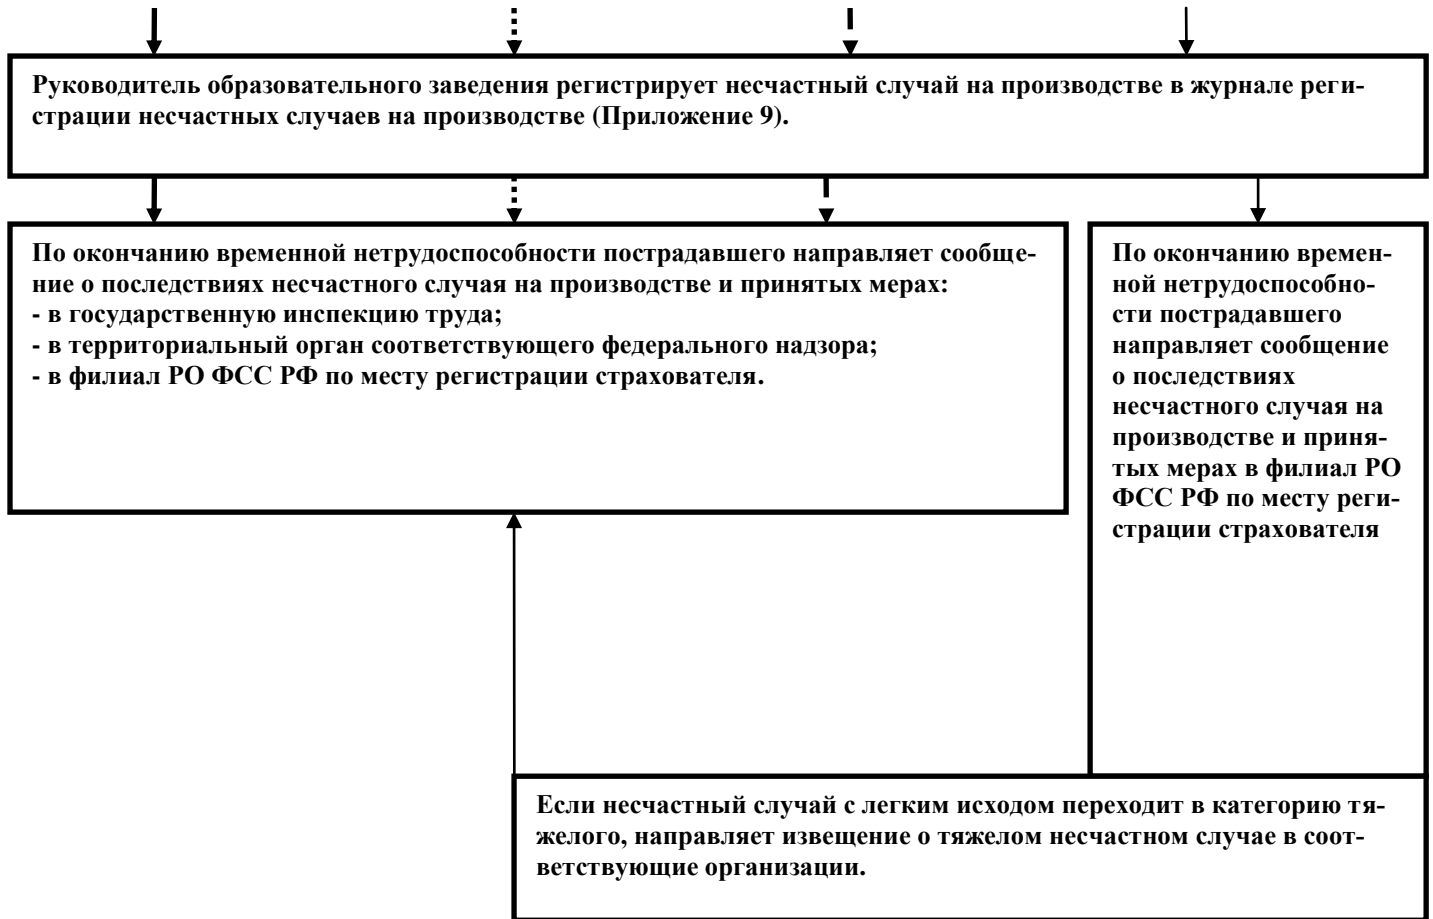 Руководитель образовательного заведения регистрирует несчастный случай на производстве в журнале реги-
страции несчастных случаев на производстве (Приложение 9).
По окончанию временной нетрудоспособности пострадавшего направляет сообще-
ние о последствиях несчастного случая на производстве и принятых мерах:
- в государственную инспекцию труда;
- в территориальный орган соответствующего федерального надзора;
- в филиал РО ФСС РФ по месту регистрации страхователя.
По окончанию времен-
ной нетрудоспособно-
сти пострадавшего
направляет сообщение
о последствиях
несчастного случая на
производстве и приня-
тых мерах в филиал РО
ФСС РФ по месту реги-
страции страхователя
Если несчастный случай с легким исходом переходит в категорию тя-
желого, направляет извещение о тяжелом несчастном случае в соот-
ветствующие организации.